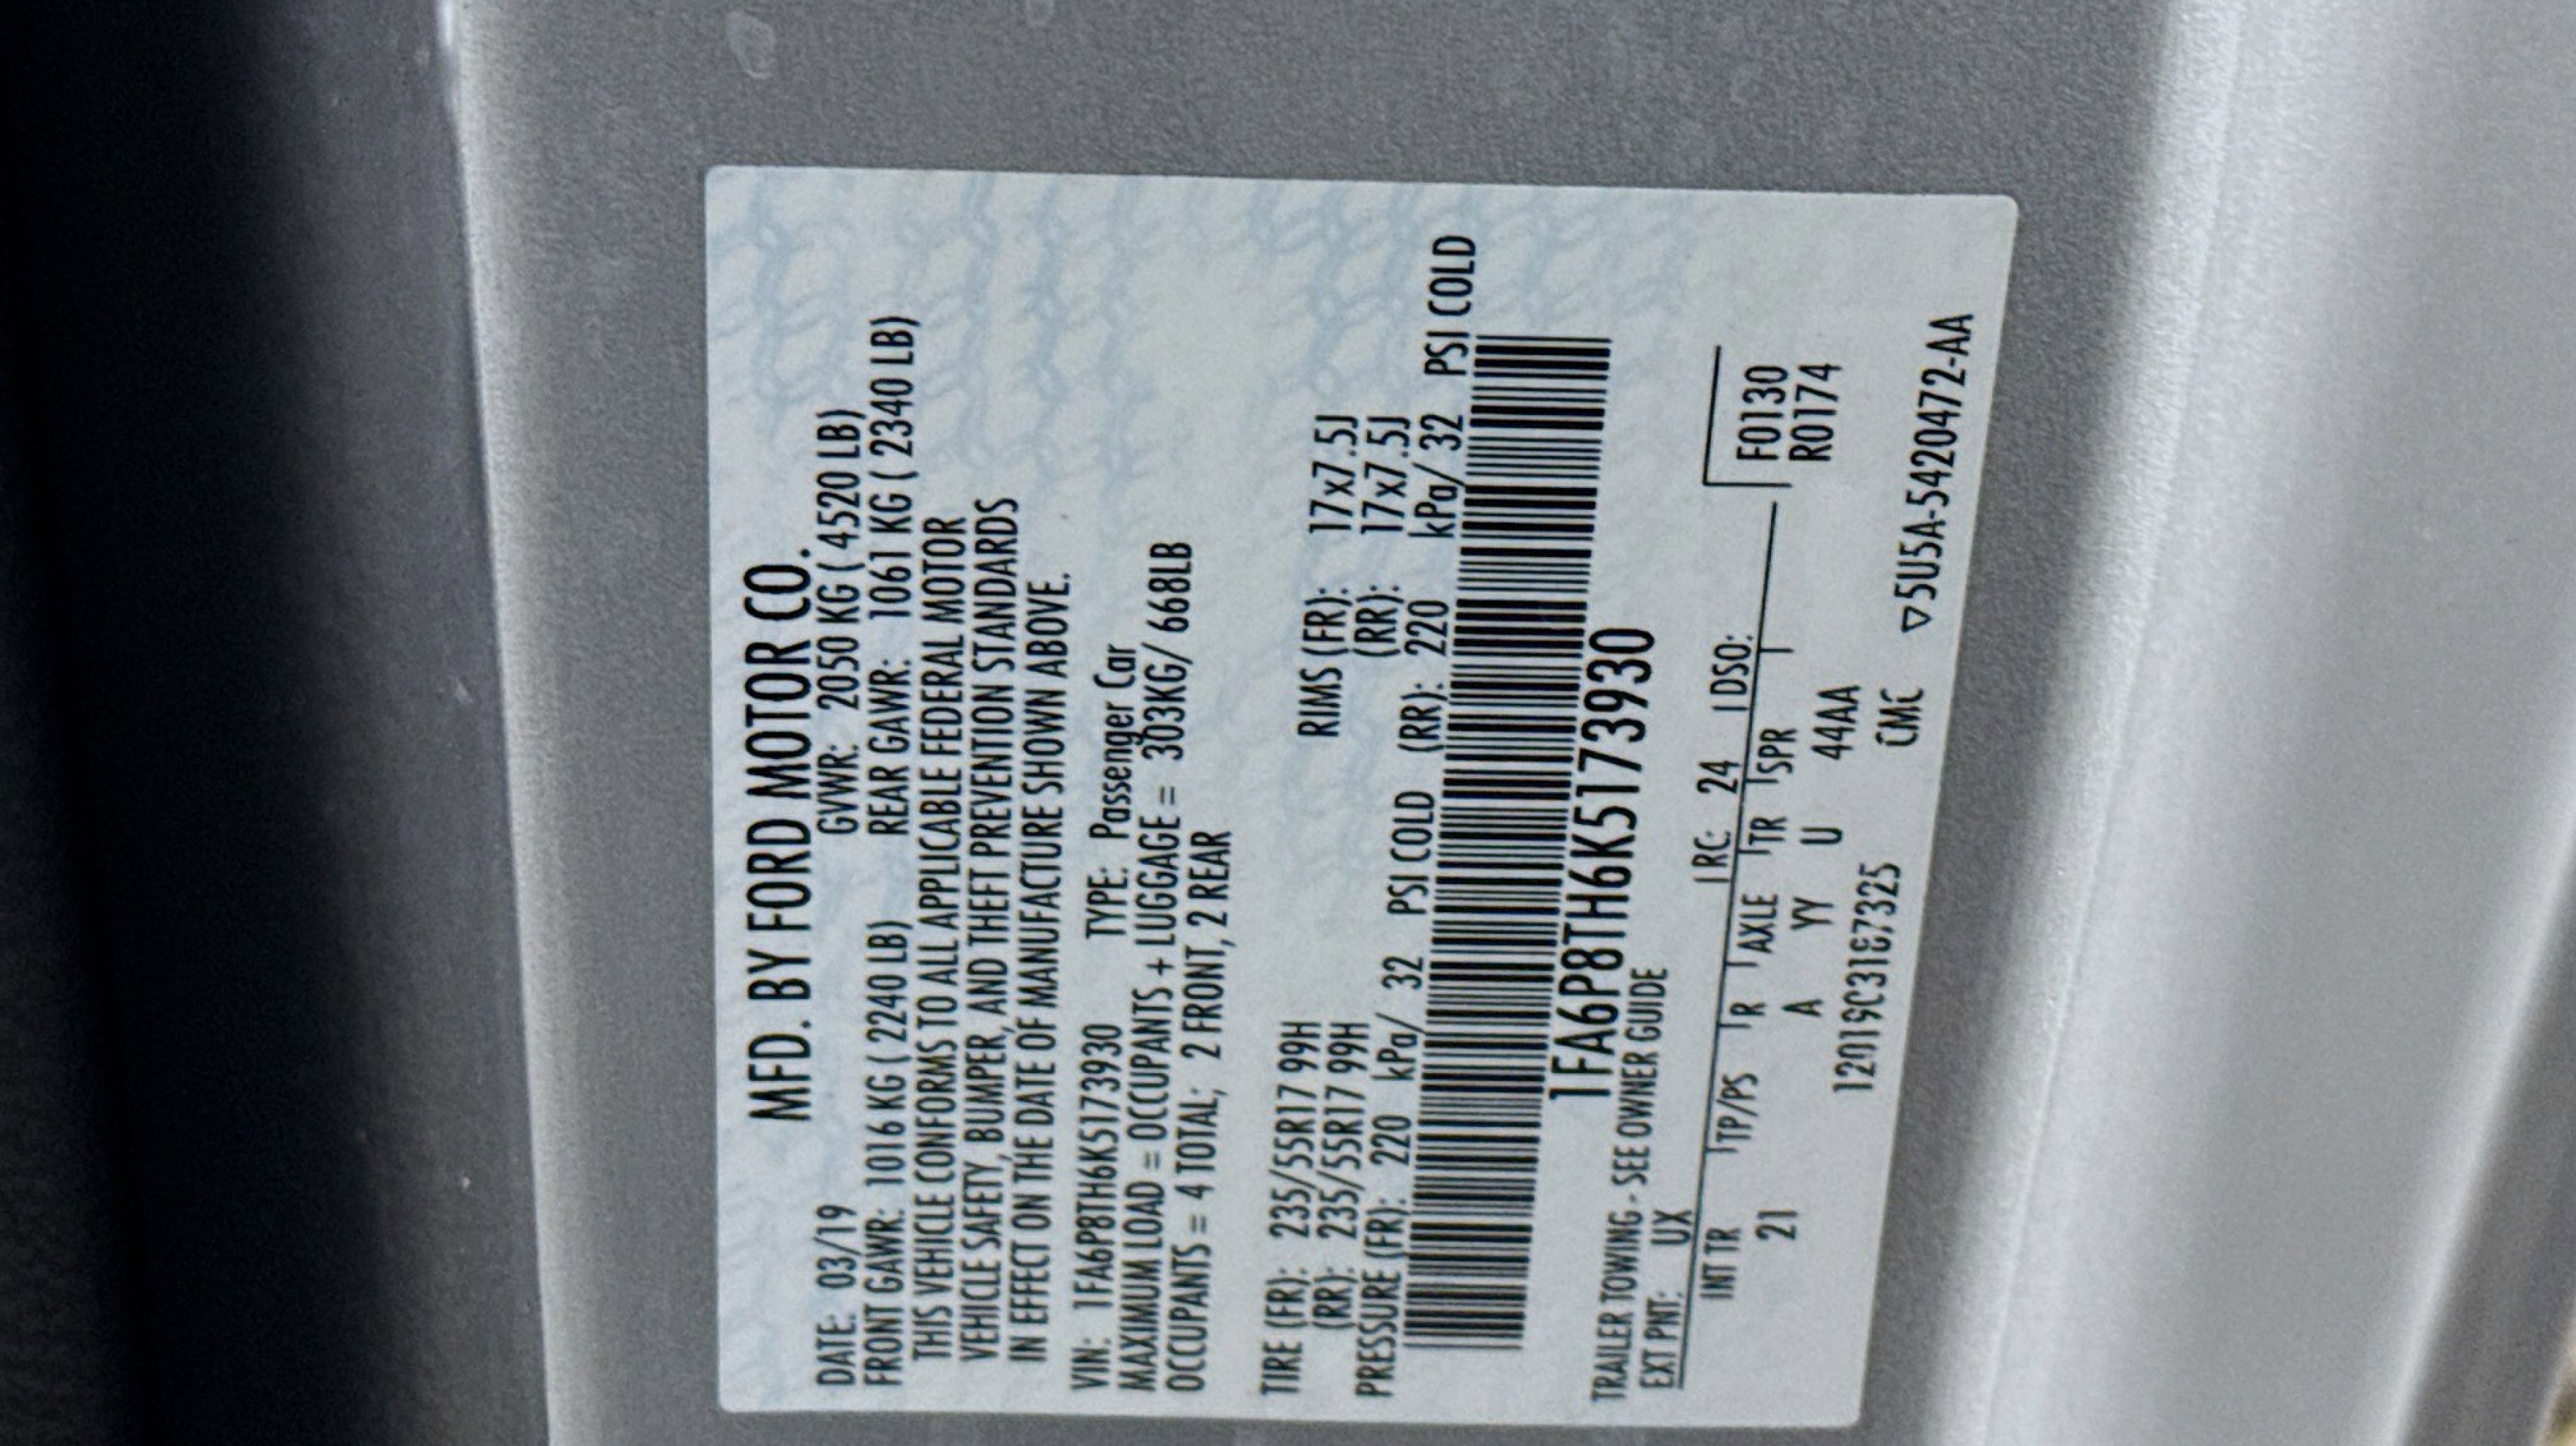 MFD. BY FORD MOTOR CO.
DATE: 03/19 GVWR: 2050 KG ( 4520 LB)
FRONT GAWR: 1016 KG ( 2240 LB) REAR GAWR: 1061 KG ( 2340 LB)
THIS VEHICLE CONFORMS TO ALL APPLICABLE FEDERAL MOTOR
VEHICLE SAFETY, BUMPER, AND THEFT PREVENTION STANDARDS
IN EFFECT ON THE DATE OF MANUFACTURE SHOWN ABOVE.
VIN: 1FA6P8TH6K5173930 TYPE: Passenger Car
MAXIMUM LOAD = OCCUPANTS + LUGGAGE = 303KG/ 668LB
OCCUPANTS = 4 TOTAL; 2 FRONT, 2 REAR
TIRE (FR): 235/55R17 99H RIMS (FR): 17x7.5J
(RR): 235/55R17 99H (RR): 17x7.5J
PRESSURE (FR): 220 kPa/ 32 PSI COLD (RR): 220 kPa/ 32 PSI COLD
1FA6P8TH6K5173930
TRAILER TOWING - SEE OWNER GUIDE
EXT PNT: UX RC: 24 DSO:
INT TR TP/PS R AXLE TR SPR F0130
21 A YY U 44AA R0174
CMC ▽5U5A-5420472-AA